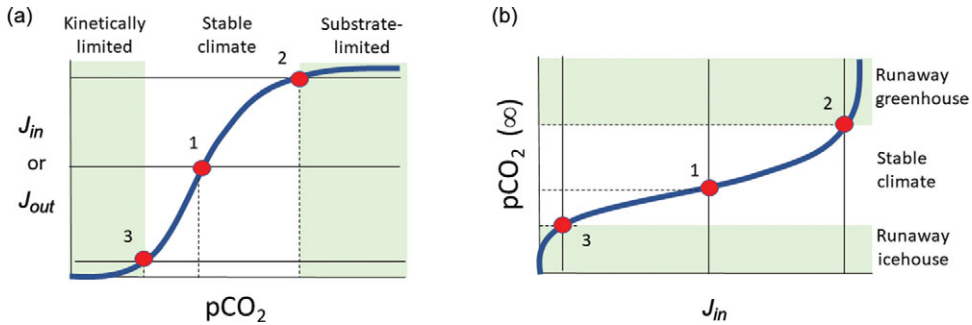 (a)
Kinetically
limited
Stable
climate
Substrate-
limited
2
1
3
J_in
or
J_out
pCO₂
(b)
Runaway
greenhouse
2
pCO₂ (∞)
1
Stable
climate
3
Runaway
icehouse
J_in